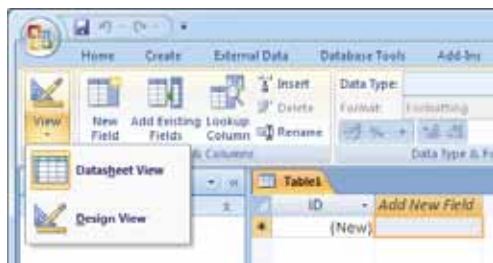 Home Create External Data Database Tools Add-Ins
View
New Field
Add Existing Fields
Lookup Column
Insert
Delete
Rename
Data Type:
Format: Formatting
& Columns
Data Type & F
Datasheet View
Design View
Table1
ID Add New Field
(New)